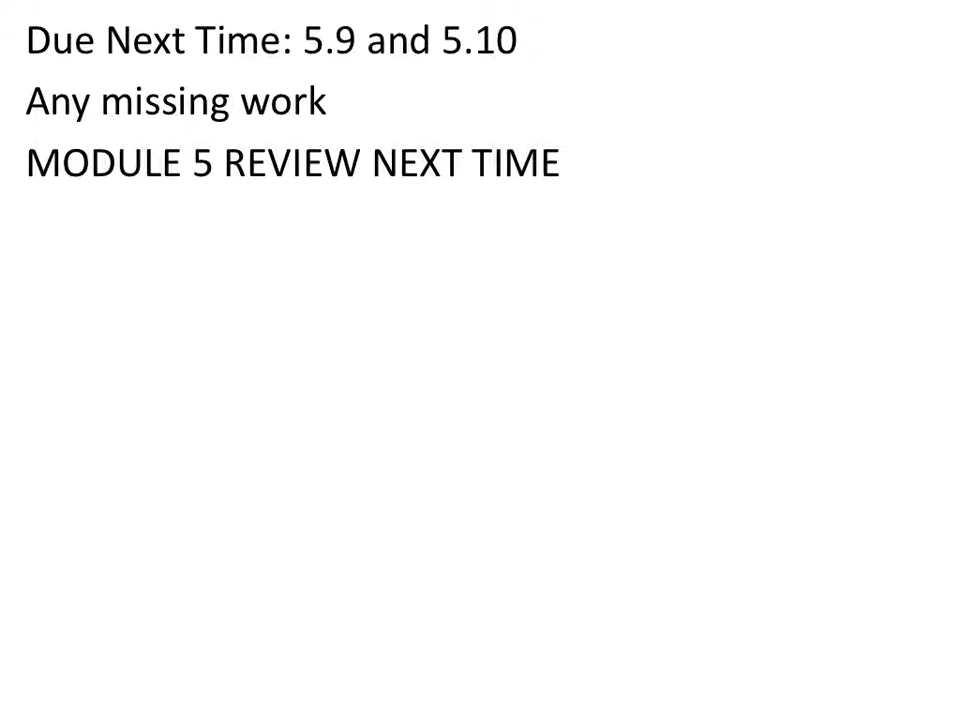 Due Next Time: 5.9 and 5.10
Any missing work
MODULE 5 REVIEW NEXT TIME